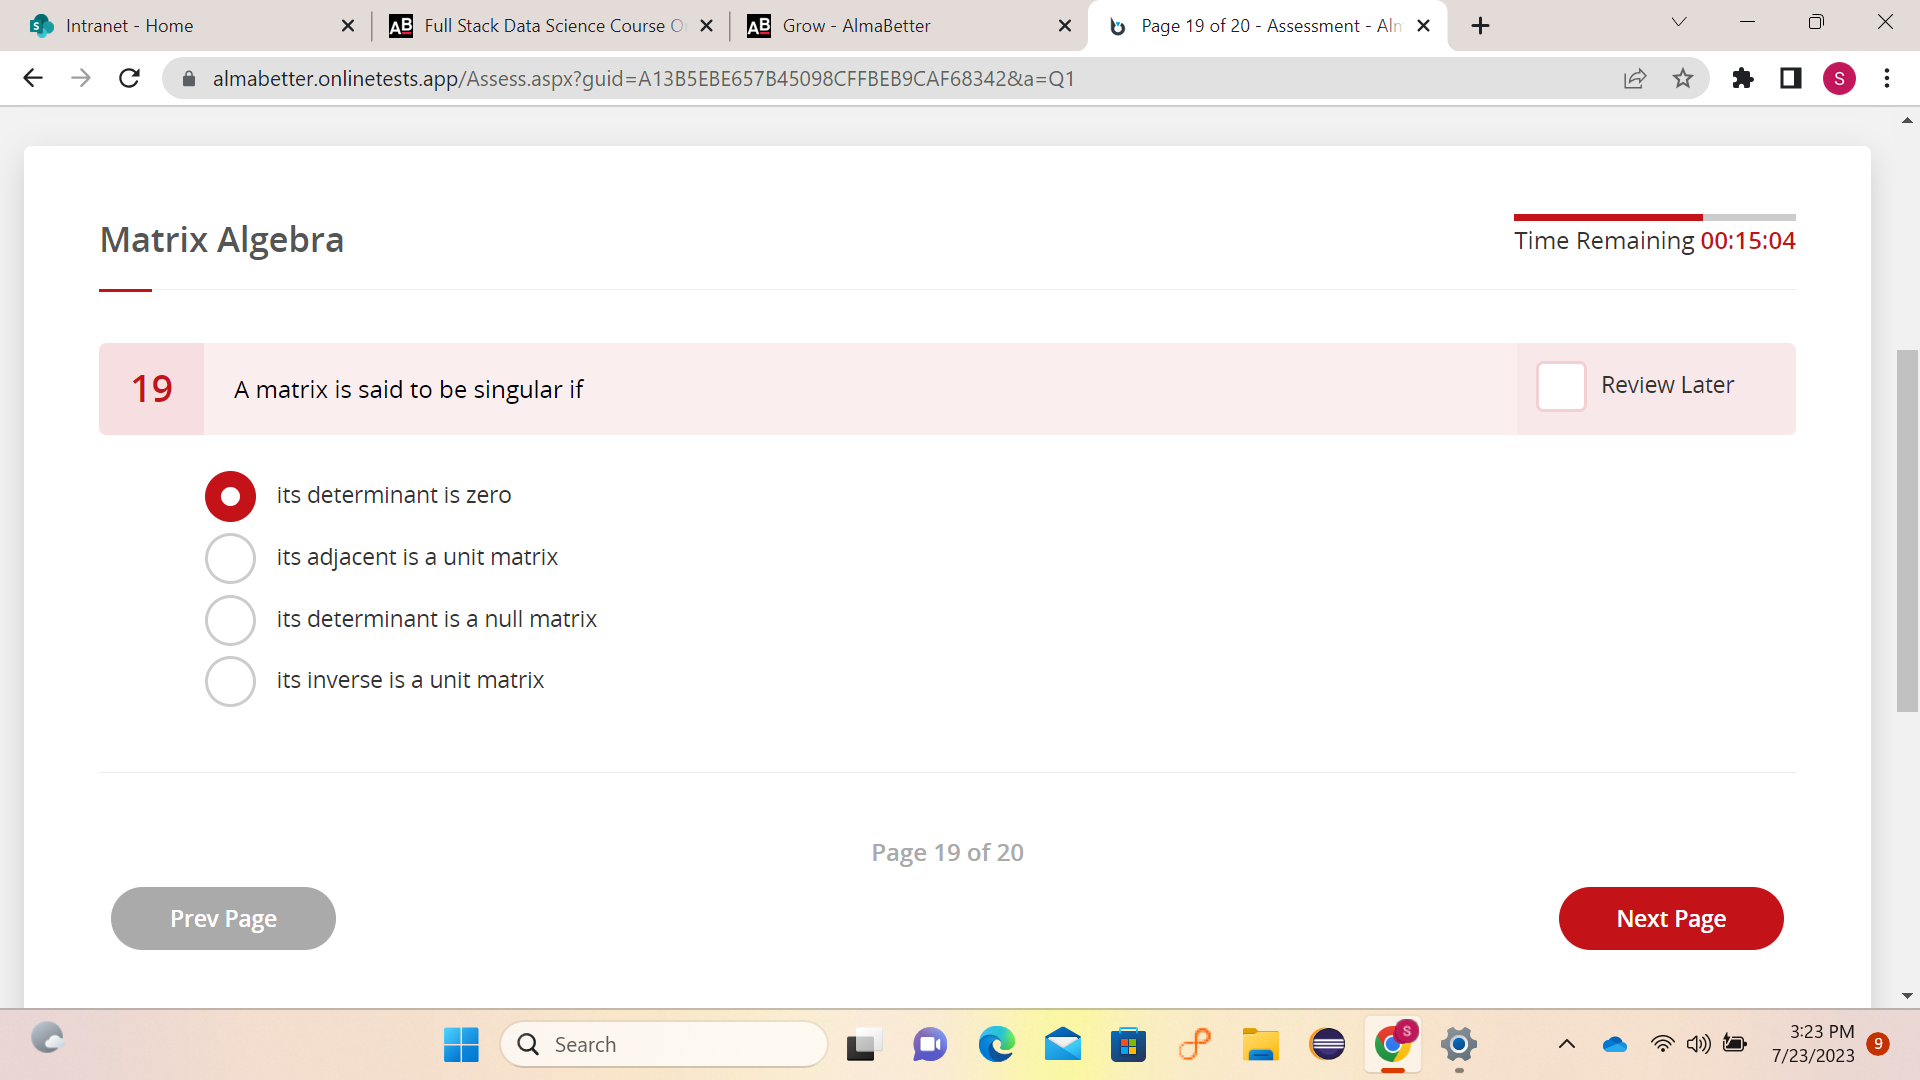 Intranet - Home
AB Full Stack Data Science Course O
AB Grow - AlmaBetter
Page 19 of 20 - Assessment - Alm
almabetter.onlinetests.app/Assess.aspx?guid=A13B5EBE657B45098CFFBEB9CAF68342&a=Q1
S
Matrix Algebra
Time Remaining 00:15:04
19
A matrix is said to be singular if
Review Later
its determinant is zero
its adjacent is a unit matrix
its determinant is a null matrix
its inverse is a unit matrix
Page 19 of 20
Prev Page
Next Page
Search
S
3:23 PM
7/23/2023
9